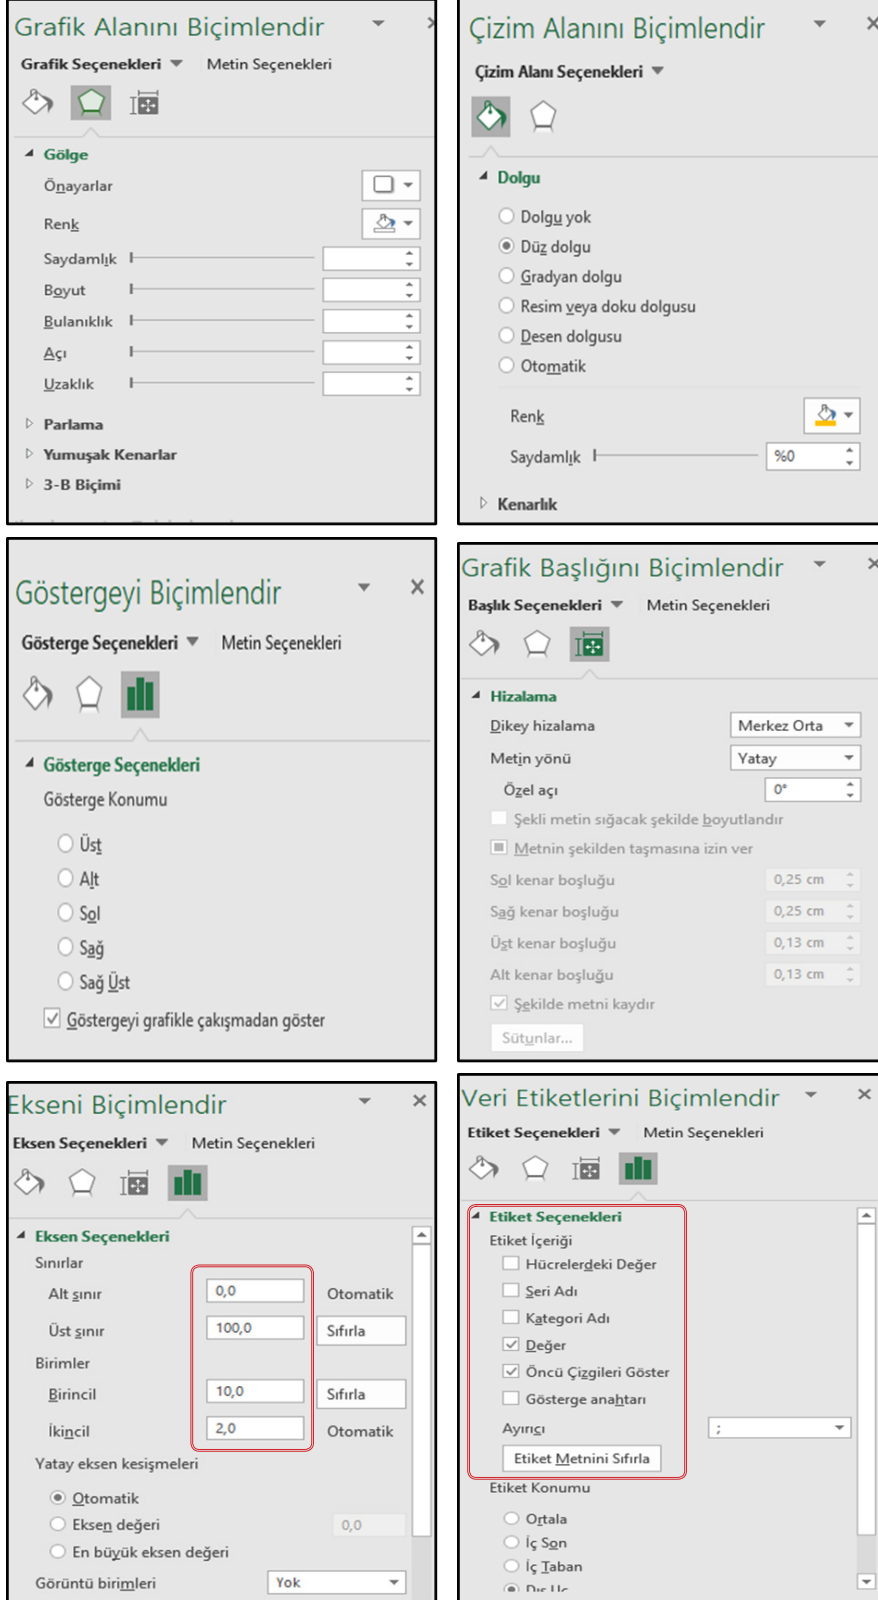 Grafik Alanını Biçimlendir
Grafik Seçenekleri Metin Seçenekleri
Gölge
Önayarlar
Renk
Saydamlık
Boyut
Bulanıklık
Açı
Uzaklık
Parlama
Yumuşak Kenarlar
3-B Biçimi
Çizim Alanını Biçimlendir
Çizim Alanı Seçenekleri
Dolgu
Dolgu yok
Düz dolgu
Gradyan dolgu
Resim veya doku dolgusu
Desen dolgusu
Otomatik
Renk
Saydamlık %0
Kenarlık
Göstergeyi Biçimlendir
Gösterge Seçenekleri Metin Seçenekleri
Gösterge Seçenekleri
Gösterge Konumu
Üst
Alt
Sol
Sağ
Sağ Üst
Göstergeyi grafikle çakışmadan göster
Grafik Başlığını Biçimlendir
Başlık Seçenekleri Metin Seçenekleri
Hizalama
Dikey hizalama Merkez Orta
Metin yönü Yatay
Özel açı 0°
Şekli metin sığacak şekilde boyutlandır
Metnin şekilden taşmasına izin ver
Sol kenar boşluğu 0,25 cm
Sağ kenar boşluğu 0,25 cm
Üst kenar boşluğu 0,13 cm
Alt kenar boşluğu 0,13 cm
Şekilde metni kaydır
Sütunlar...
Ekseni Biçimlendir
Eksen Seçenekleri Metin Seçenekleri
Eksen Seçenekleri
Sınırlar
Alt sınır 0,0 Otomatik
Üst sınır 100,0 Sıfırla
Birimler
Birincil 10,0 Sıfırla
İkincil 2,0 Otomatik
Yatay eksen kesişmeleri
Otomatik
Eksen değeri 0,0
En büyük eksen değeri
Görüntü birimleri Yok
Veri Etiketlerini Biçimlendir
Etiket Seçenekleri Metin Seçenekleri
Etiket Seçenekleri
Etiket İçeriği
Hücrelerdeki Değer
Seri Adı
Kategori Adı
Değer
Öncü Çizgileri Göster
Gösterge anahtarı
Ayırıcı ;
Etiket Metnini Sıfırla
Etiket Konumu
Ortala
İç Son
İç Taban
Dış Uç